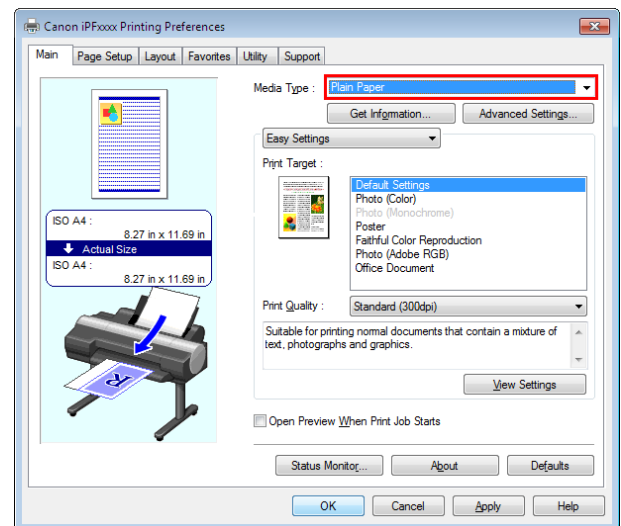 Canon iPFxxxx Printing Preferences
Main Page Setup Layout Favorites Utility Support
Media Type : Plain Paper
Get Information... Advanced Settings...
Easy Settings
Print Target :
Default Settings
Photo (Color)
Photo (Monochrome)
Poster
Faithful Color Reproduction
Photo (Adobe RGB)
Office Document
ISO A4 :
8.27 in x 11.69 in
Actual Size
ISO A4 :
8.27 in x 11.69 in
R
Print Quality : Standard (300dpi)
Suitable for printing normal documents that contain a mixture of
text, photographs and graphics.
View Settings
Open Preview When Print Job Starts
Status Monitor... About Defaults
OK Cancel Apply Help